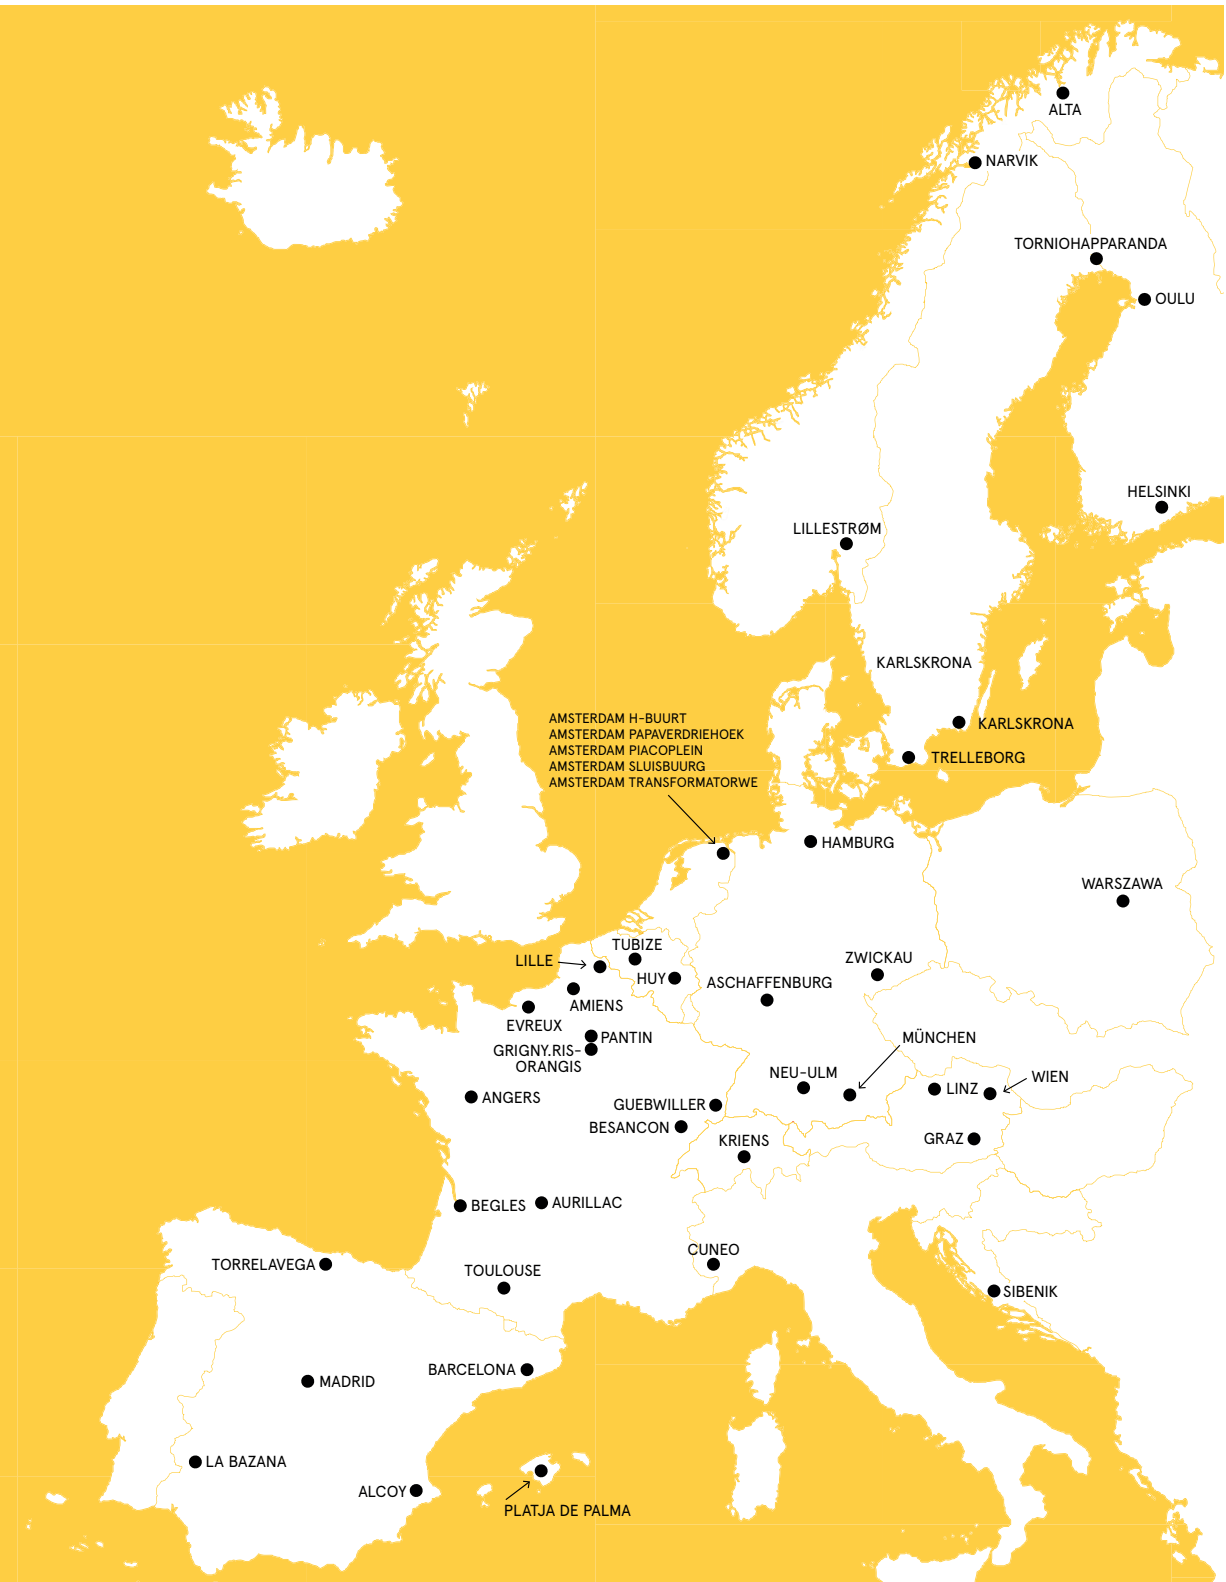 ALTA
NARVIK
TORNIOHAPPARANDA
OULU
HELSINKI
LILLESTRØM
KARLSKRONA
KARLSKRONA
TRELLEBORG
AMSTERDAM H-BUURT
AMSTERDAM PAPAVERDRIEHOEK
AMSTERDAM PIACOPLEIN
AMSTERDAM SLUISBUURG
AMSTERDAM TRANSFORMATORWE
HAMBURG
WARSZAWA
TUBIZE
LILLE
HUY
ZWICKAU
ASCHAFFENBURG
AMIENS
EVREUX
PANTIN
GRIGNY.RIS-
ORANGIS
MÜNCHEN
NEU-ULM
WIEN
LINZ
ANGERS
GUEBWILLER
BESANCON
KRIENS
GRAZ
BEGLES
AURILLAC
CUNEO
TORRELAVEGA
TOULOUSE
SIBENIK
BARCELONA
MADRID
LA BAZANA
ALCOY
PLATJA DE PALMA